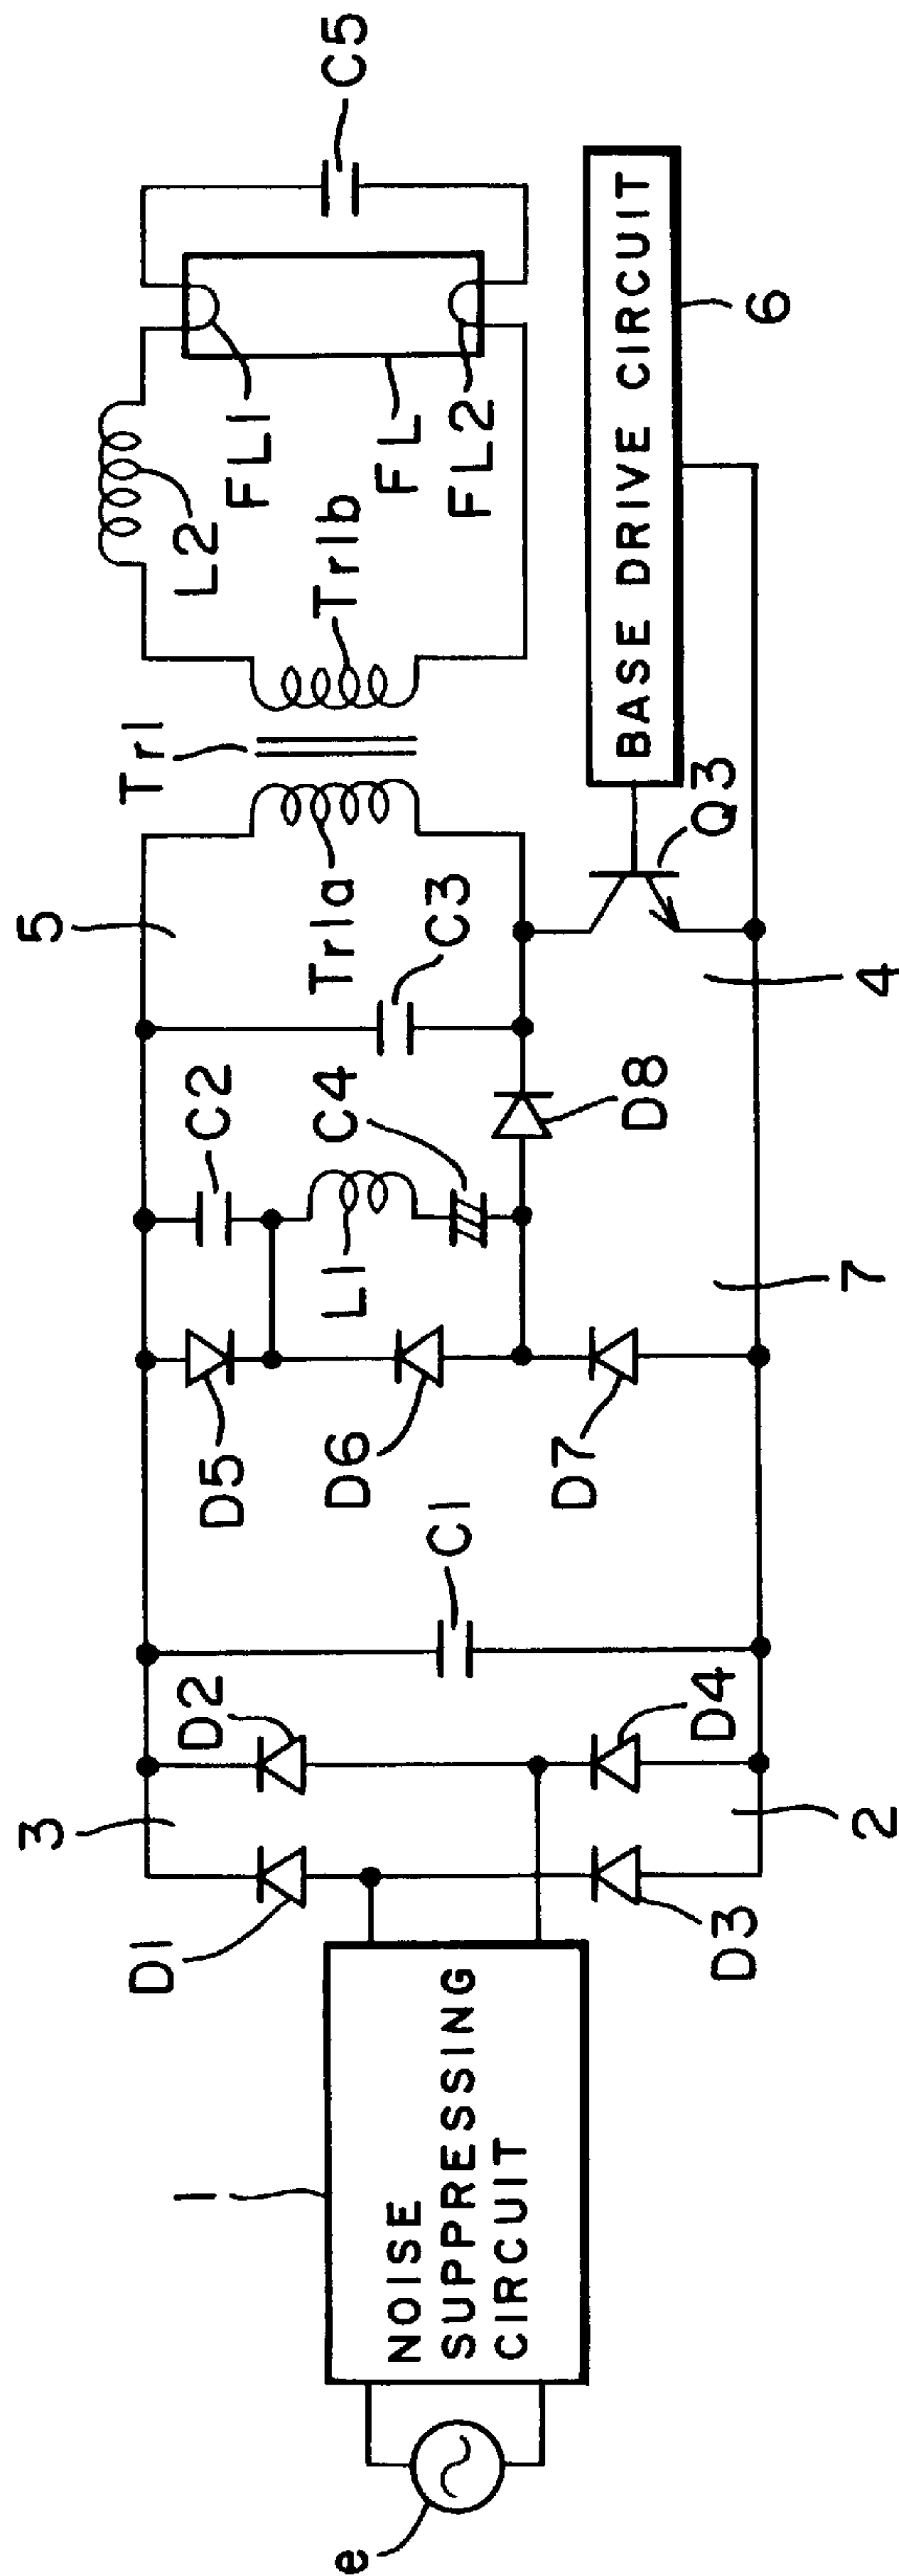 e
1
NOISE
SUPPRESSING
CIRCUIT
3
D1
D2
D3
D4
2
C1
D5
D6
D7
C2
L1
C4
D8
7
C3
5
Tr1a
Tr1
Tr1b
4
Q3
BASE DRIVE CIRCUIT
6
L2
FL1
FL
FL2
C5